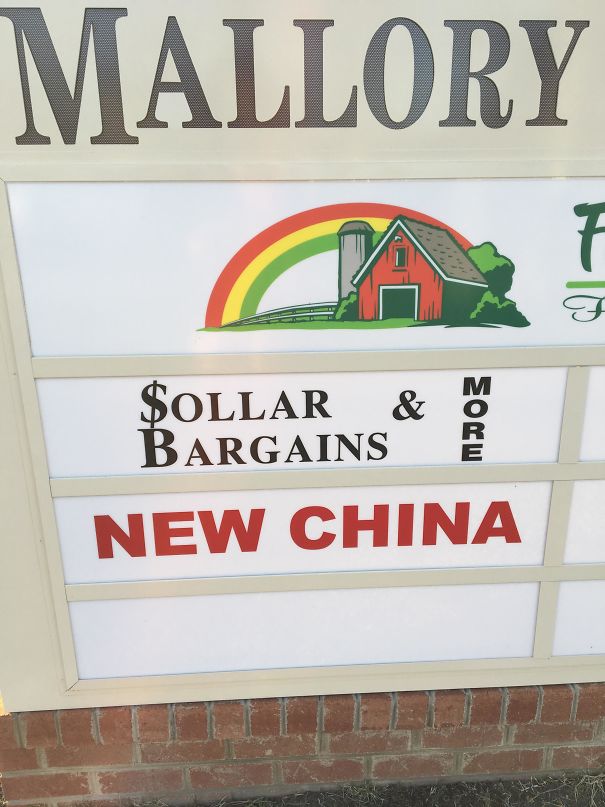 MALLORY
F
$OLLAR & MORE
BARGAINS
NEW CHINA